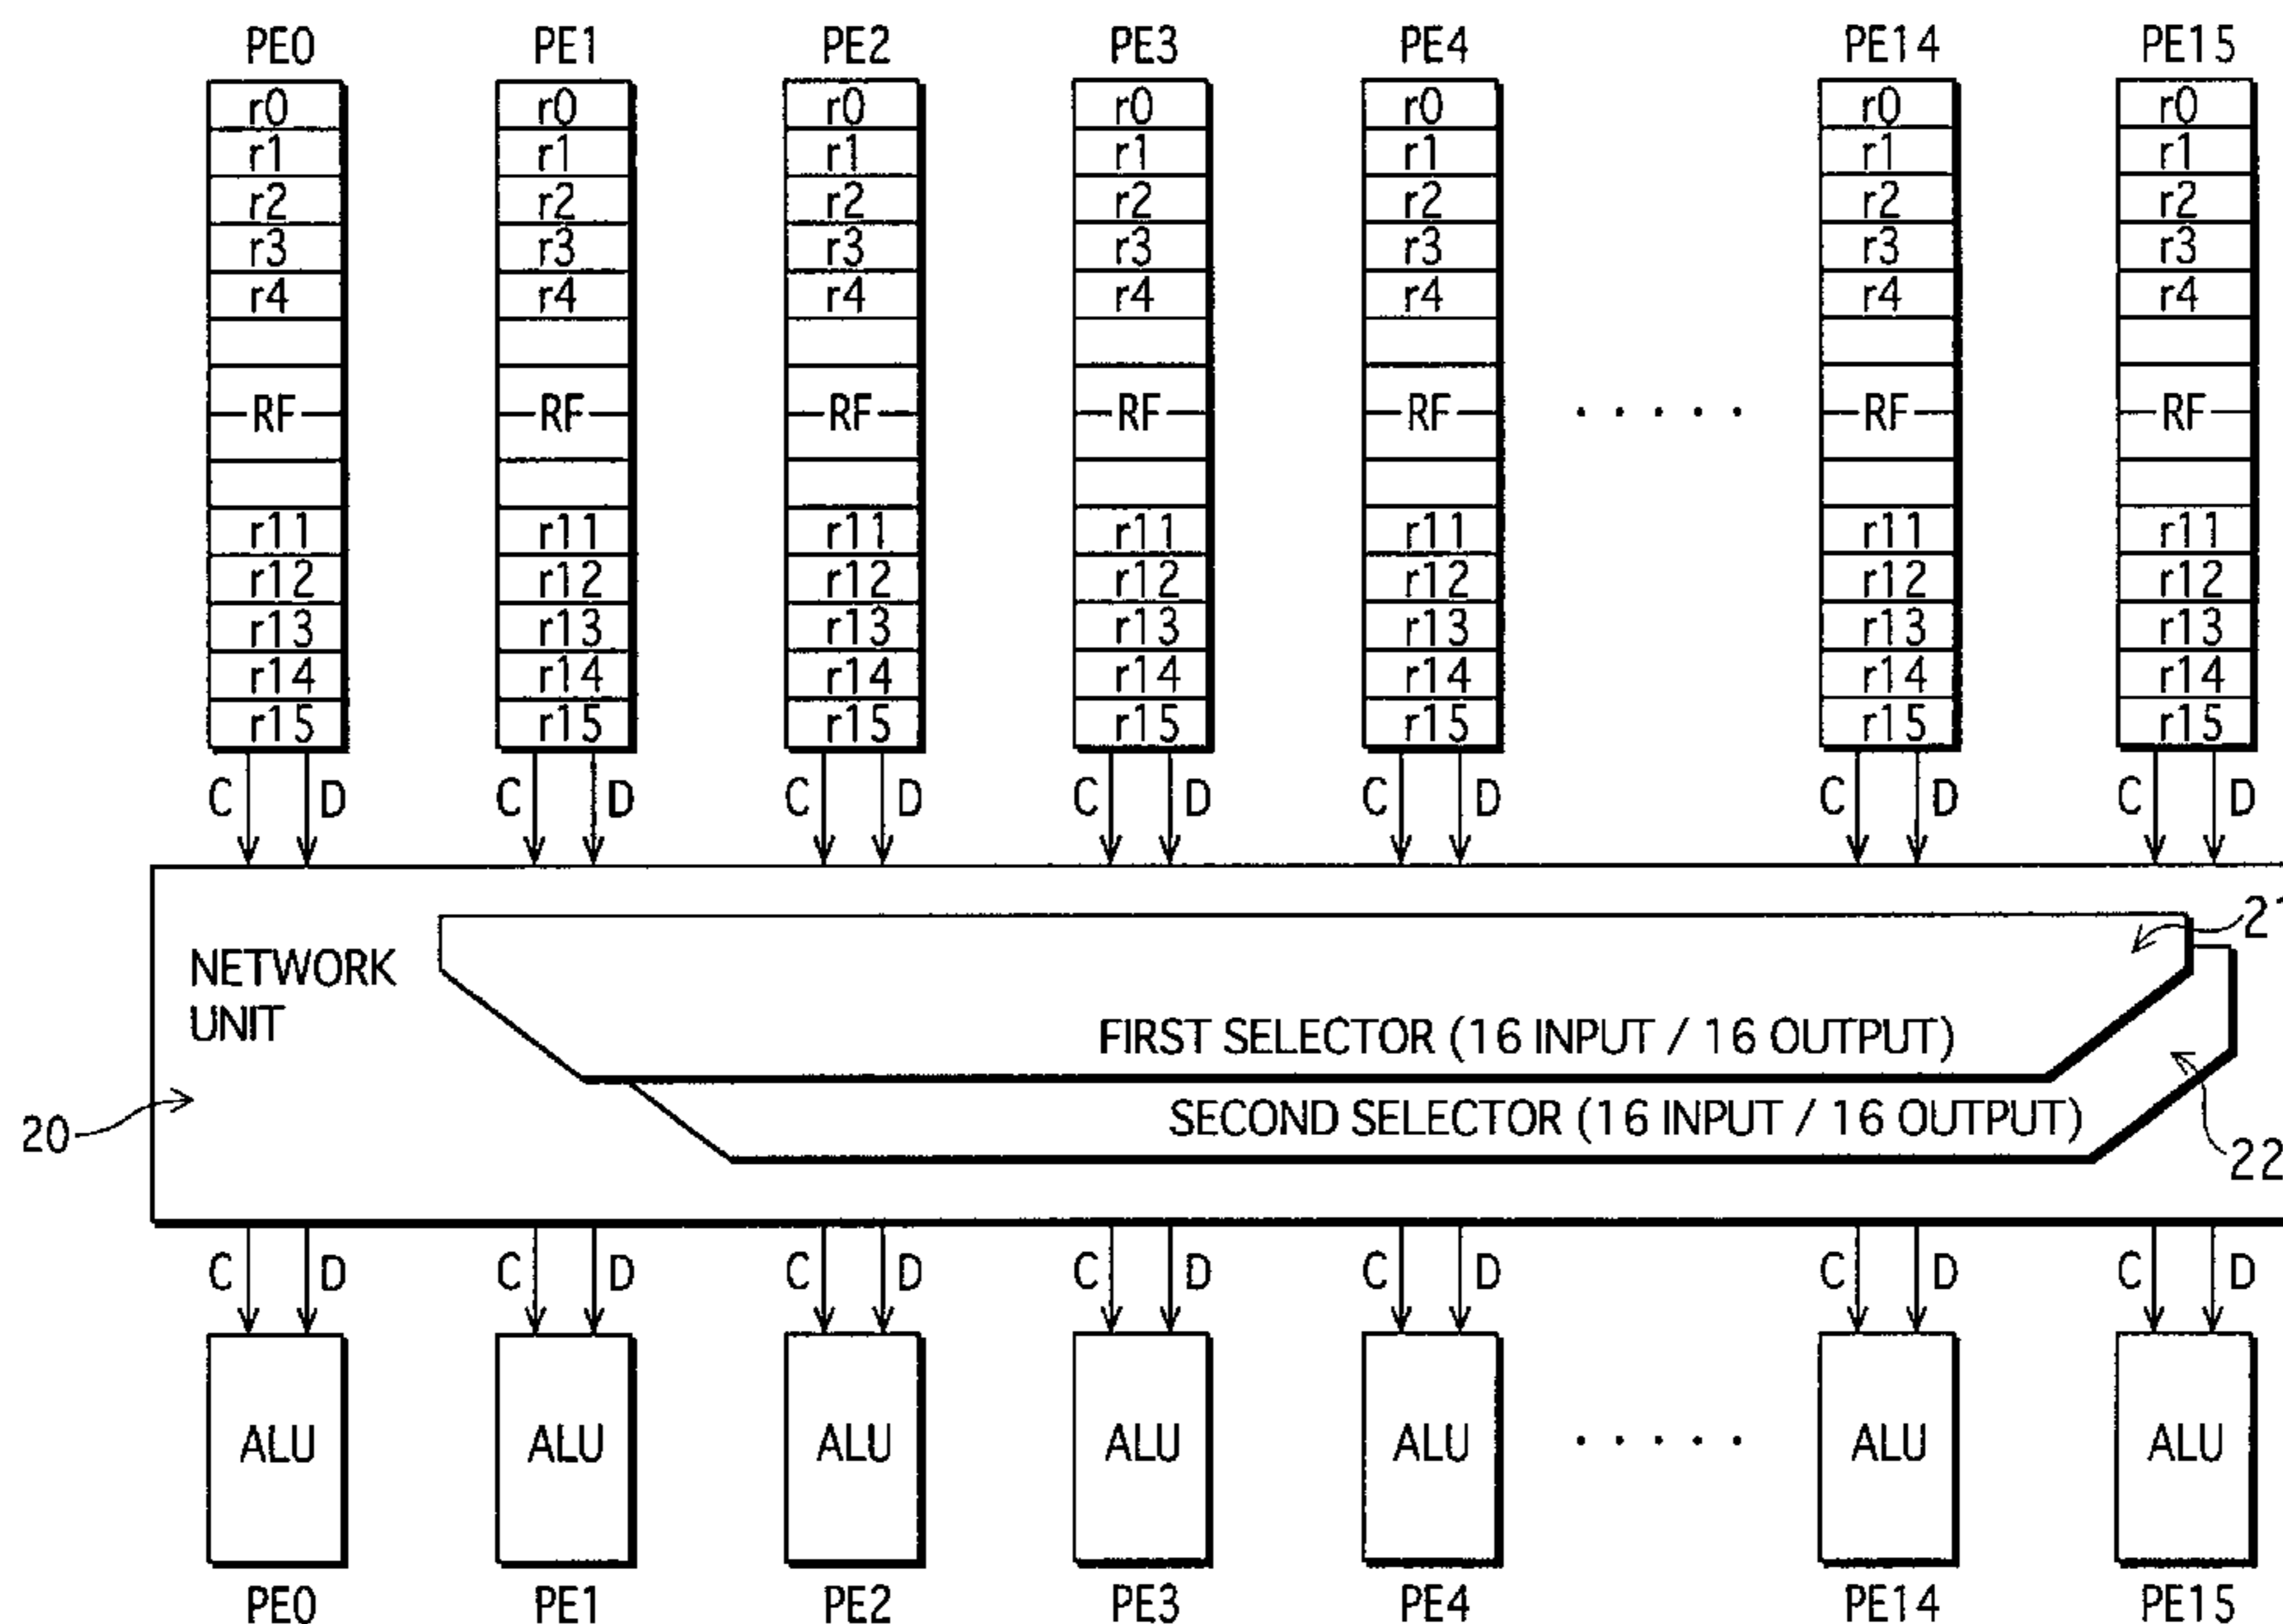 PE0 PE1 PE2 PE3 PE4 PE14 PE15
r0 r0 r0 r0 r0 r0 r0
r1 r1 r1 r1 r1 r1 r1
r2 r2 r2 r2 r2 r2 r2
r3 r3 r3 r3 r3 r3 r3
r4 r4 r4 r4 r4 r4 r4
RF RF RF RF RF ..... RF RF
r11 r11 r11 r11 r11 r11 r11
r12 r12 r12 r12 r12 r12 r12
r13 r13 r13 r13 r13 r13 r13
r14 r14 r14 r14 r14 r14 r14
r15 r15 r15 r15 r15 r15 r15
C D C D C D C D C D C D C D
21
NETWORK
UNIT
FIRST SELECTOR (16 INPUT / 16 OUTPUT)
SECOND SELECTOR (16 INPUT / 16 OUTPUT)
20
22
C D C D C D C D C D C D C D
ALU ALU ALU ALU ALU ..... ALU ALU
PE0 PE1 PE2 PE3 PE4 PE14 PE15